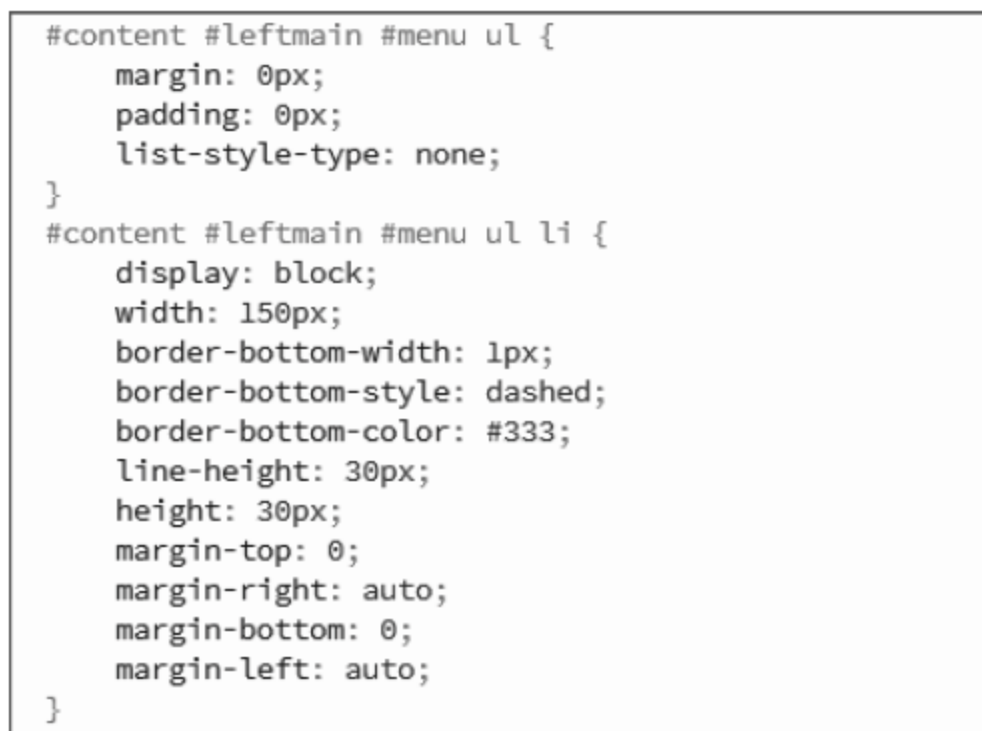 #content #leftmain #menu ul {
    margin: 0px;
    padding: 0px;
    list-style-type: none;
}
#content #leftmain #menu ul li {
    display: block;
    width: 150px;
    border-bottom-width: 1px;
    border-bottom-style: dashed;
    border-bottom-color: #333;
    line-height: 30px;
    height: 30px;
    margin-top: 0;
    margin-right: auto;
    margin-bottom: 0;
    margin-left: auto;
}